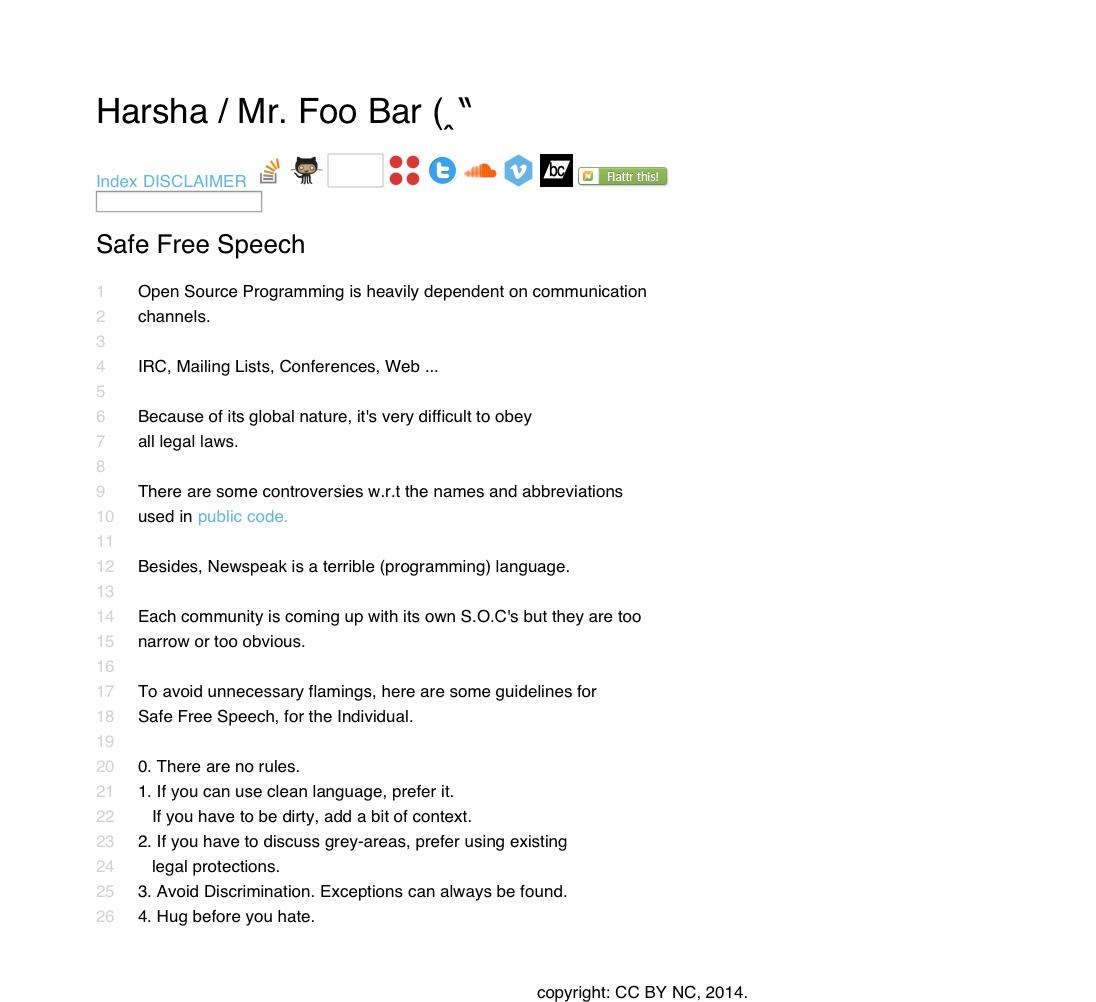 Harsha / Mr. Foo Bar (‸‶
Index DISCLAIMER bc Flattr this!
Safe Free Speech
1 Open Source Programming is heavily dependent on communication
2 channels.
3
4 IRC, Mailing Lists, Conferences, Web ...
5
6 Because of its global nature, it's very difficult to obey
7 all legal laws.
8
9 There are some controversies w.r.t the names and abbreviations
10 used in public code.
11
12 Besides, Newspeak is a terrible (programming) language.
13
14 Each community is coming up with its own S.O.C's but they are too
15 narrow or too obvious.
16
17 To avoid unnecessary flamings, here are some guidelines for
18 Safe Free Speech, for the Individual.
19
20 0. There are no rules.
21 1. If you can use clean language, prefer it.
22 If you have to be dirty, add a bit of context.
23 2. If you have to discuss grey-areas, prefer using existing
24 legal protections.
25 3. Avoid Discrimination. Exceptions can always be found.
26 4. Hug before you hate.
copyright: CC BY NC, 2014.